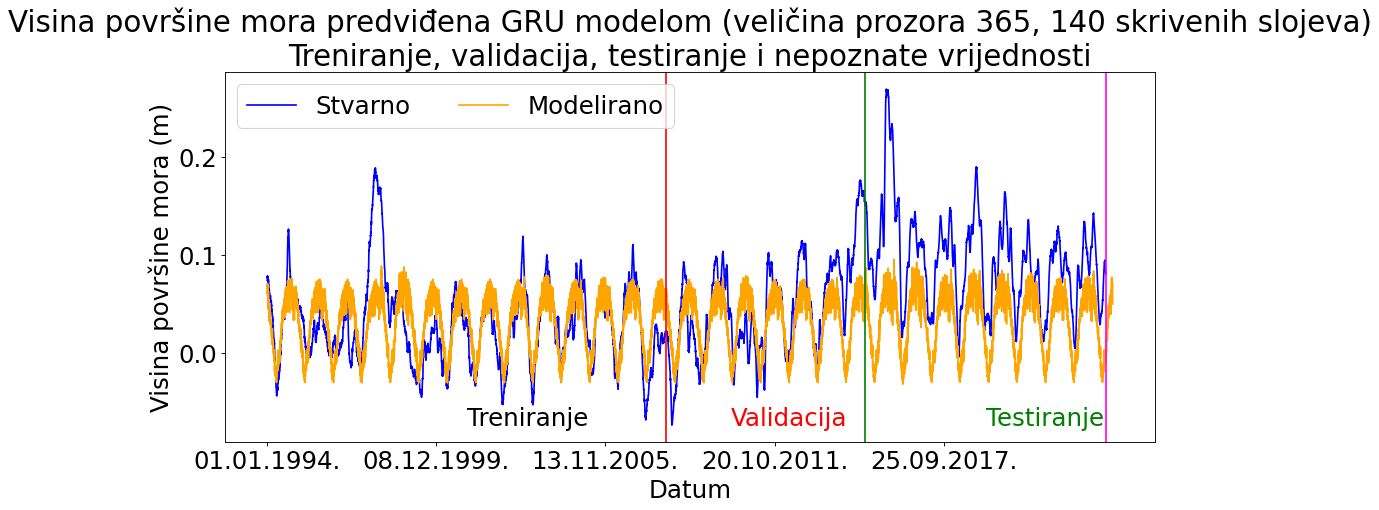 Visina površine mora predviđena GRU modelom (veličina prozora 365, 140 skrivenih slojeva)
Treniranje, validacija, testiranje i nepoznate vrijednosti
Stvarno
Modelirano
Visina površine mora (m)
0.2
0.1
0.0
Treniranje
Validacija
Testiranje
01.01.1994.
08.12.1999.
13.11.2005.
20.10.2011.
25.09.2017.
Datum